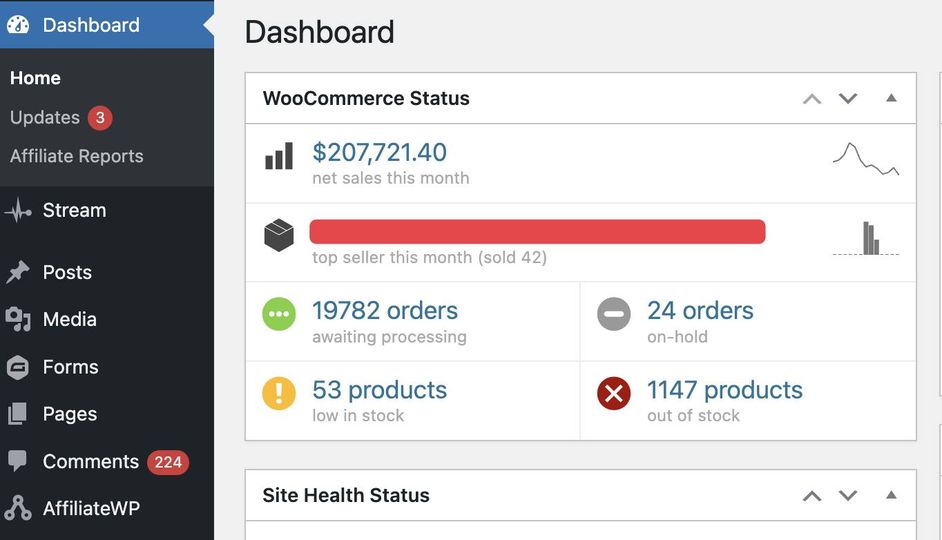 Dashboard
Home
Updates 3
Affiliate Reports
Stream
Posts
Media
Forms
Pages
Comments 224
AffiliateWP
Dashboard
WooCommerce Status
$207,721.40
net sales this month
top seller this month (sold 42)
19782 orders
awaiting processing
24 orders
on-hold
53 products
low in stock
1147 products
out of stock
Site Health Status